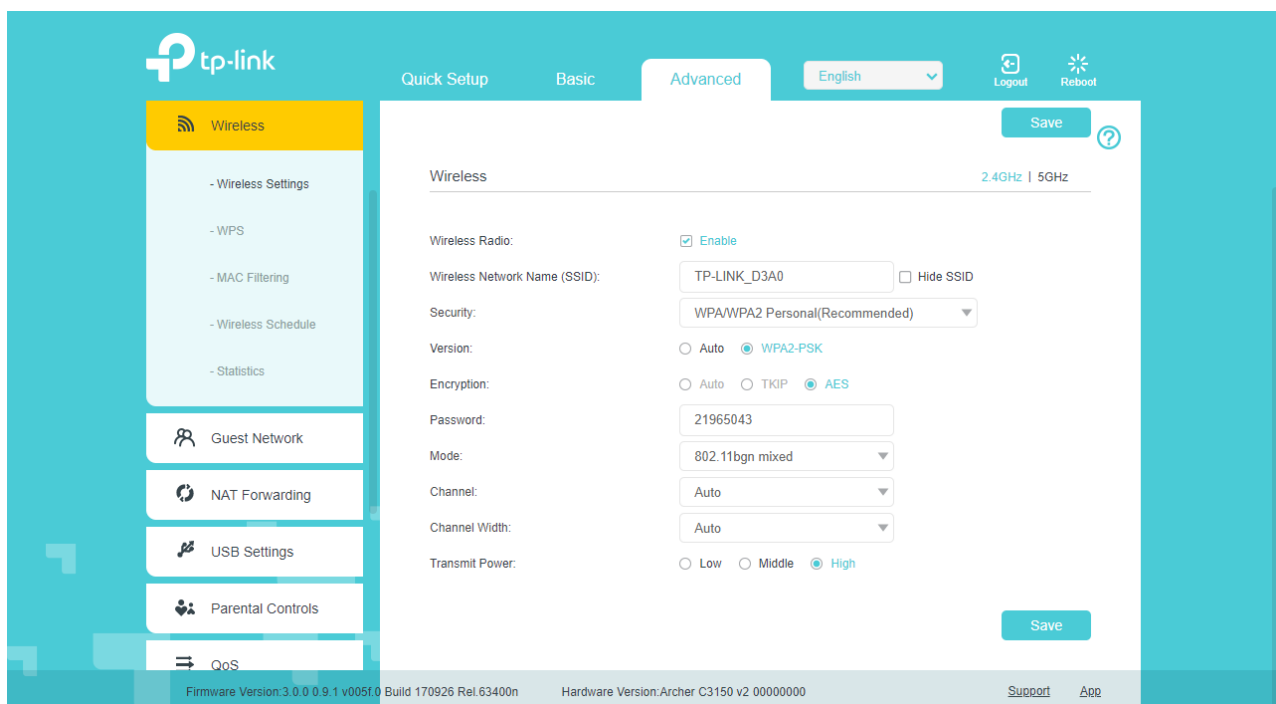 tp-link
Quick Setup Basic Advanced English Logout Reboot
Wireless
- Wireless Settings
- WPS
- MAC Filtering
- Wireless Schedule
- Statistics
Guest Network
NAT Forwarding
USB Settings
Parental Controls
QoS
Save
?
Wireless 2.4GHz | 5GHz
Wireless Radio: Enable
Wireless Network Name (SSID): TP-LINK_D3A0 Hide SSID
Security: WPA/WPA2 Personal(Recommended)
Version: Auto WPA2-PSK
Encryption: Auto TKIP AES
Password: 21965043
Mode: 802.11bgn mixed
Channel: Auto
Channel Width: Auto
Transmit Power: Low Middle High
Save
Firmware Version:3.0.0 0.9.1 v005f.0 Build 170926 Rel.63400n Hardware Version:Archer C3150 v2 00000000 Support App